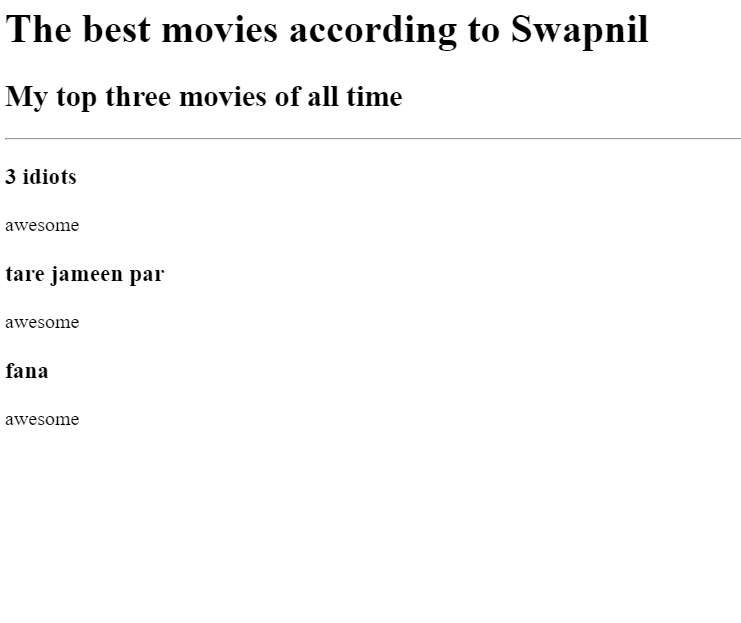 The best movies according to Swapnil
My top three movies of all time
3 idiots
awesome
tare jameen par
awesome
fana
awesome